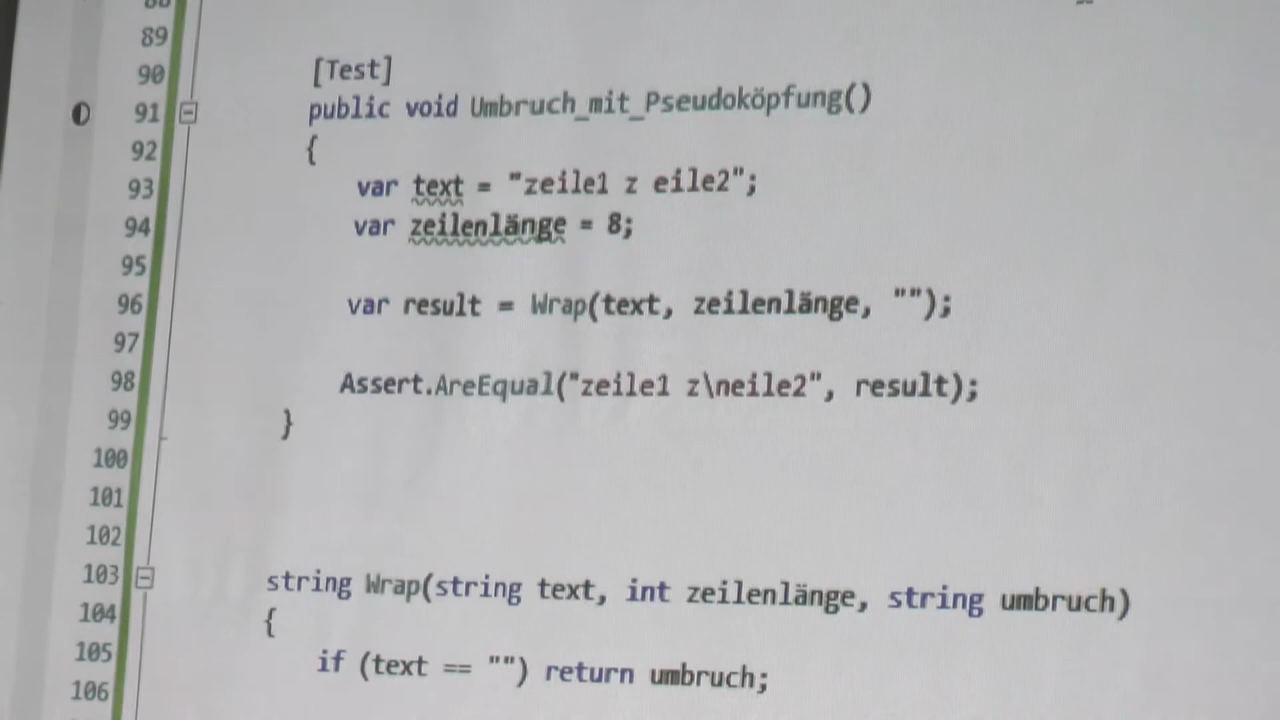 89
90 [Test]
91 public void Umbruch_mit_Pseudoköpfung()
92 {
93 var text = "zeile1 z eile2";
94 var zeilenlänge = 8;
95
96 var result = Wrap(text, zeilenlänge, "");
97
98 Assert.AreEqual("zeile1 z\neile2", result);
99 }
100
101
102
103 string Wrap(string text, int zeilenlänge, string umbruch)
104 {
105 if (text == "") return umbruch;
106